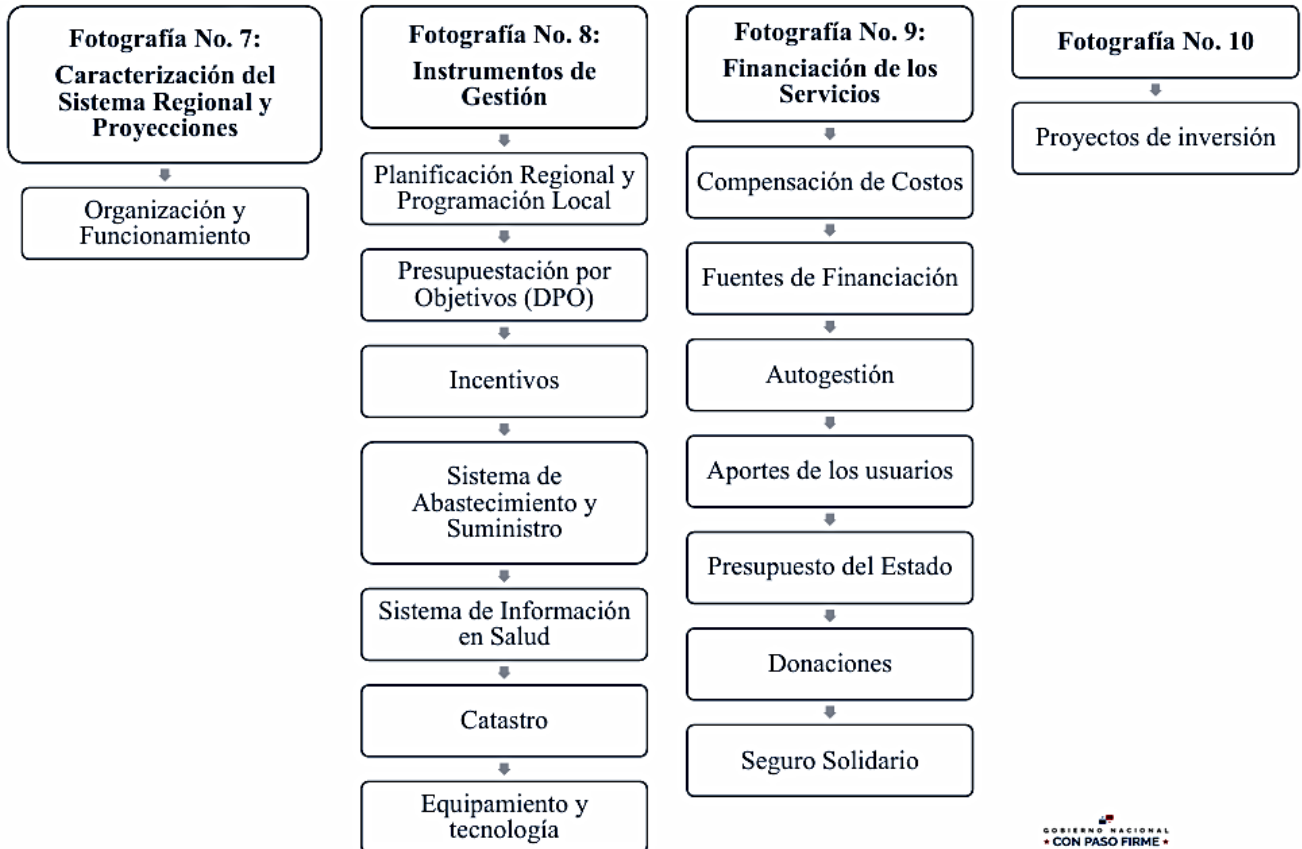 Fotografía No. 7:
Caracterización del
Sistema Regional y
Proyecciones
Organización y
Funcionamiento
Fotografía No. 8:
Instrumentos de
Gestión
Planificación Regional y
Programación Local
Presupuestación por
Objetivos (DPO)
Incentivos
Sistema de
Abastecimiento y
Suministro
Sistema de Información
en Salud
Catastro
Equipamiento y
tecnología
Fotografía No. 9:
Financiación de los
Servicios
Compensación de Costos
Fuentes de Financiación
Autogestión
Aportes de los usuarios
Presupuesto del Estado
Donaciones
Seguro Solidario
Fotografía No. 10
Proyectos de inversión
GOBIERNO NACIONAL
★ CON PASO FIRME ★